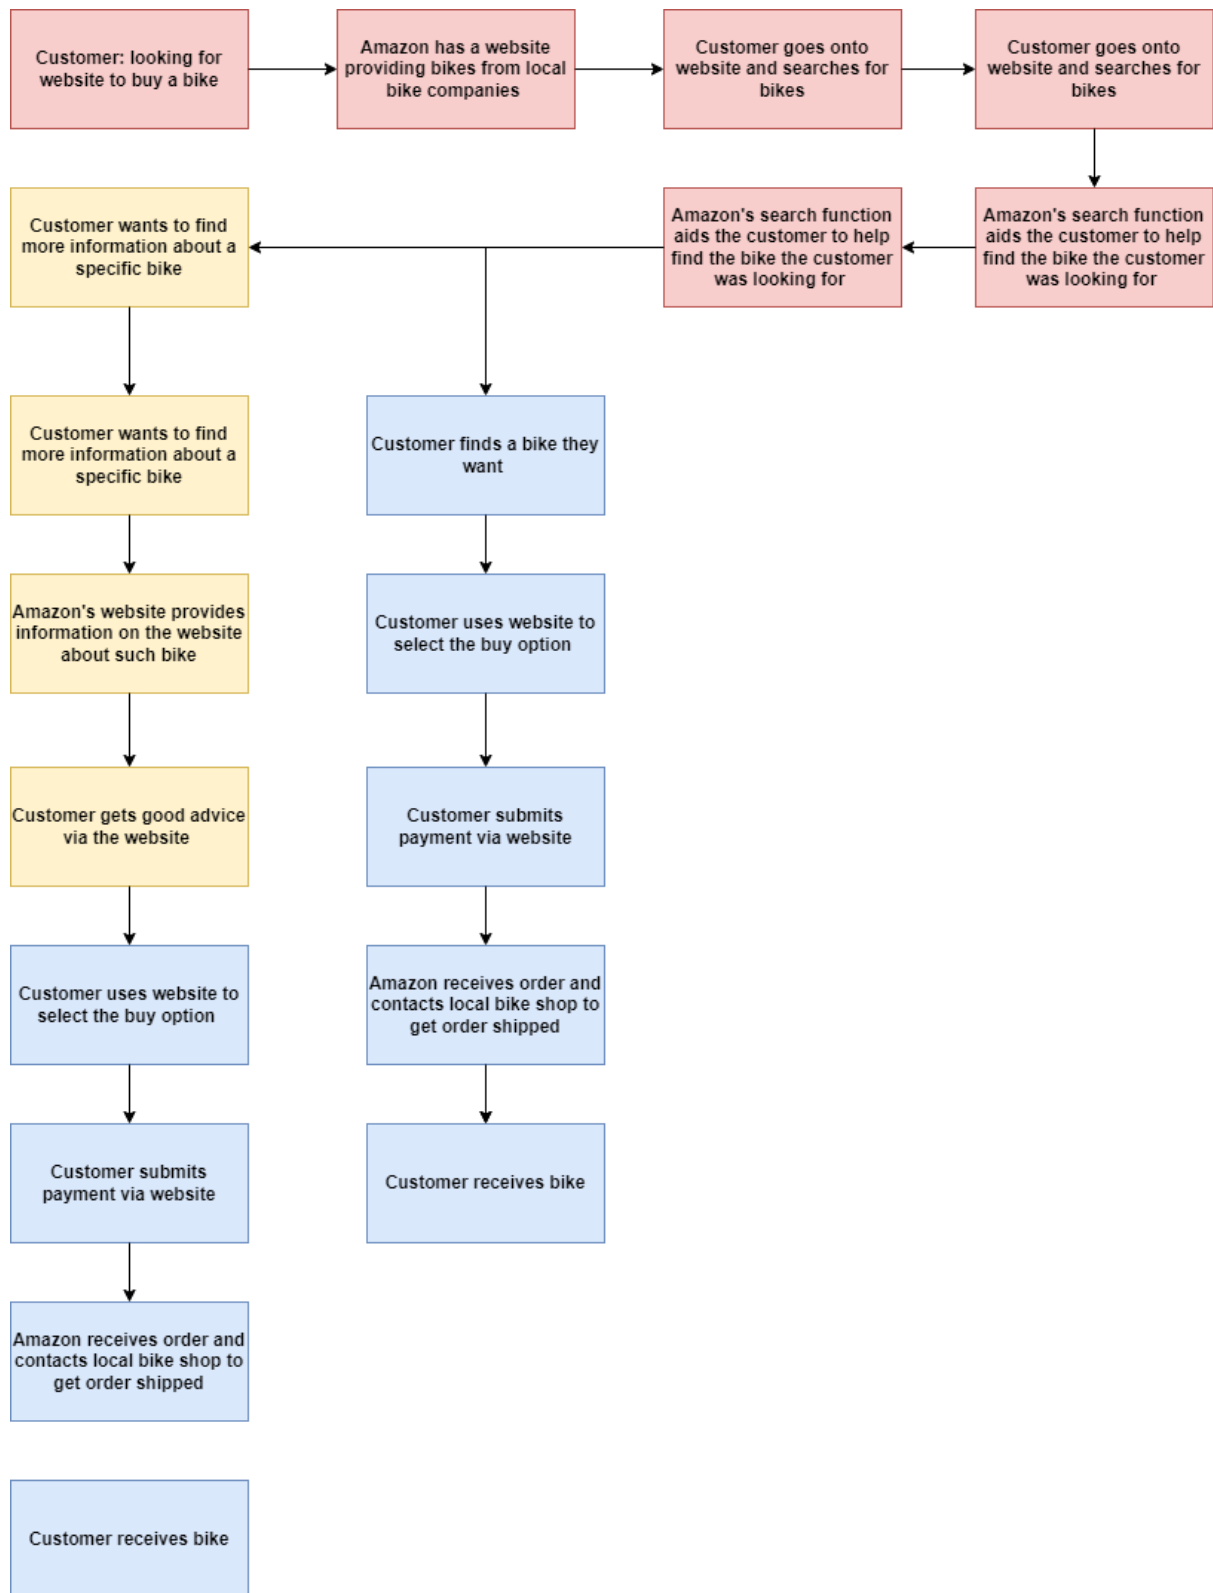 Customer: looking for
website to buy a bike
Amazon has a website
providing bikes from local
bike companies
Customer goes onto
website and searches for
bikes
Customer goes onto
website and searches for
bikes
Customer wants to find
more information about a
specific bike
Amazon's search function
aids the customer to help
find the bike the customer
was looking for
Amazon's search function
aids the customer to help
find the bike the customer
was looking for
Customer wants to find
more information about a
specific bike
Customer finds a bike they
want
Amazon's website provides
information on the website
about such bike
Customer uses website to
select the buy option
Customer gets good advice
via the website
Customer submits
payment via website
Customer uses website to
select the buy option
Amazon receives order and
contacts local bike shop to
get order shipped
Customer submits
payment via website
Customer receives bike
Amazon receives order and
contacts local bike shop to
get order shipped
Customer receives bike